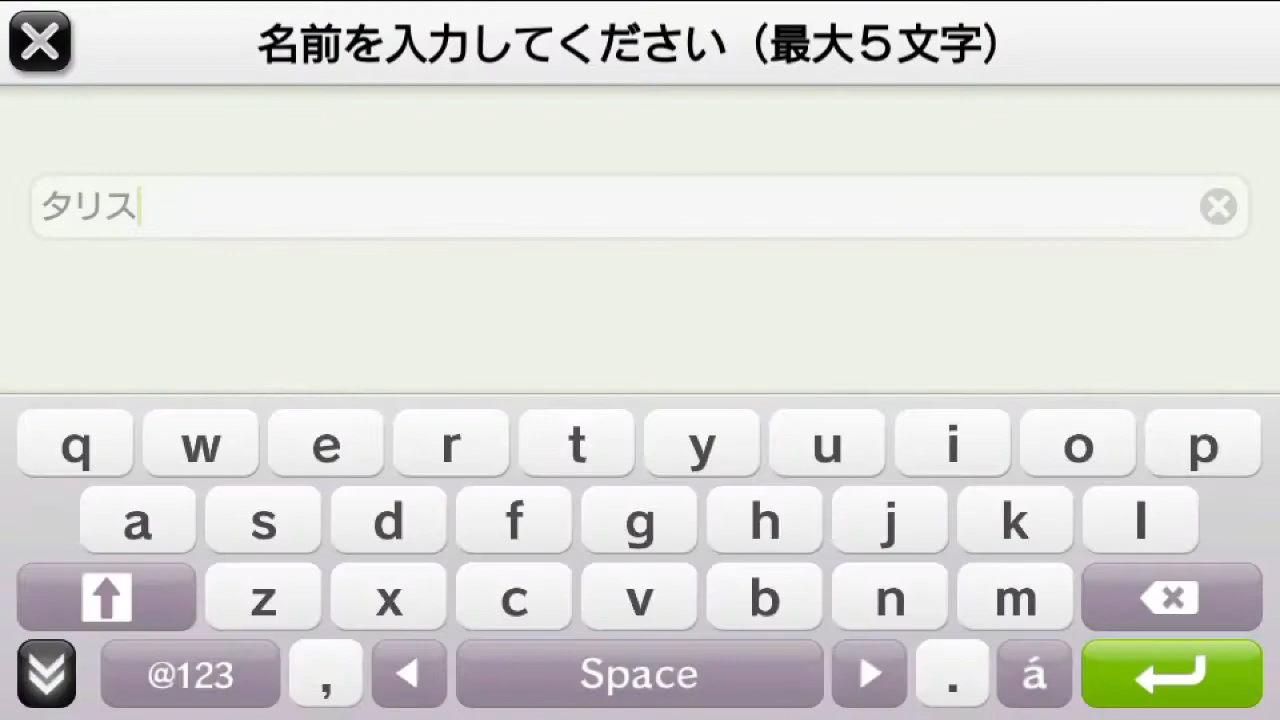 名前を入力してください（最大５文字）
タリス
q w e r t y u i o p
a s d f g h j k l
z x c v b n m
@123 , Space . á